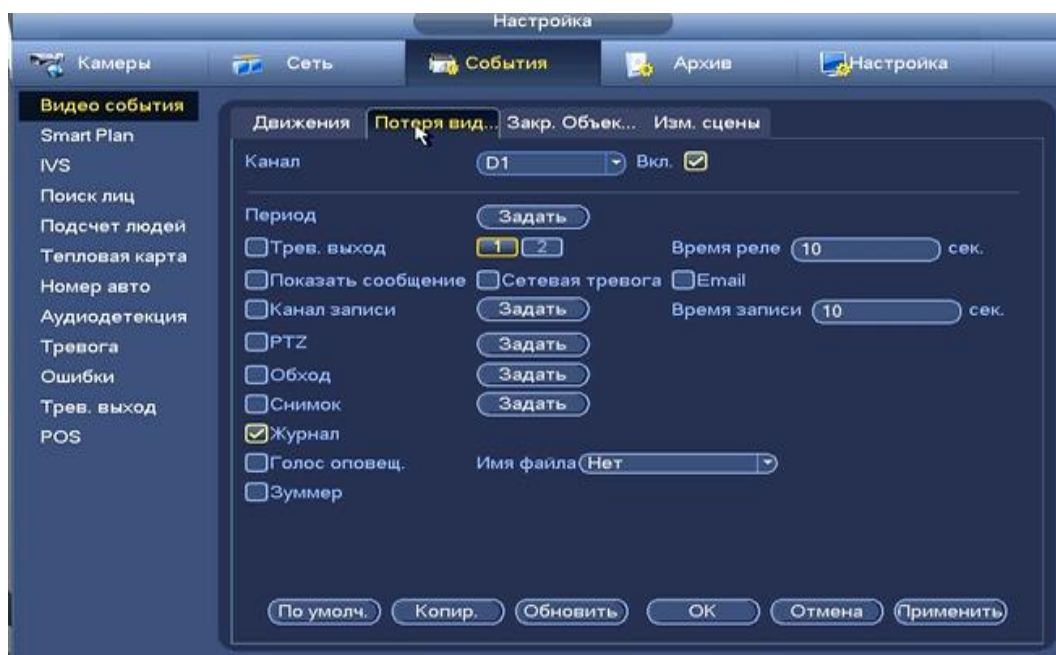 Настройка
Камеры Сеть События Архив Настройка
Видео события
Smart Plan
IVS
Поиск лиц
Подсчет людей
Тепловая карта
Номер авто
Аудиодетекция
Тревога
Ошибки
Трев. выход
POS
Движения Потеря вид... Закр. Объек... Изм. сцены
Канал D1 Вкл.
Период Задать
Трев. выход 1 2 Время реле 10 сек.
Показать сообщение Сетевая тревога Email
Канал записи Задать Время записи 10 сек.
PTZ Задать
Обход Задать
Снимок Задать
Журнал
Голос оповещ. Имя файла Нет
Зуммер
По умолч. Копир. Обновить OK Отмена Применить